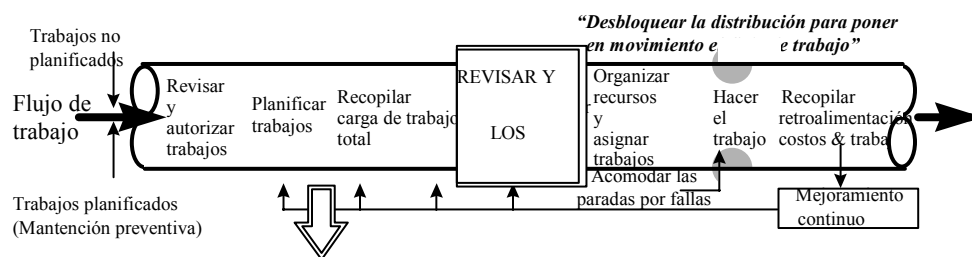 “Desbloquear la distribución para poner
en movimiento e e trabajo”
Trabajos no
planificados
Flujo de
trabajo
Revisar
y
autorizar
trabajos
Planificar
trabajos
Recopilar
carga de trabajo
total
REVISAR Y
LOS
Organizar
recursos
y
asignar
trabajos
Hacer
el
trabajo
Recopilar
retroalimentación
costos & traba
Acomodar las
paradas por fallas
Trabajos planificados
(Mantención preventiva)
Mejoramiento
continuo